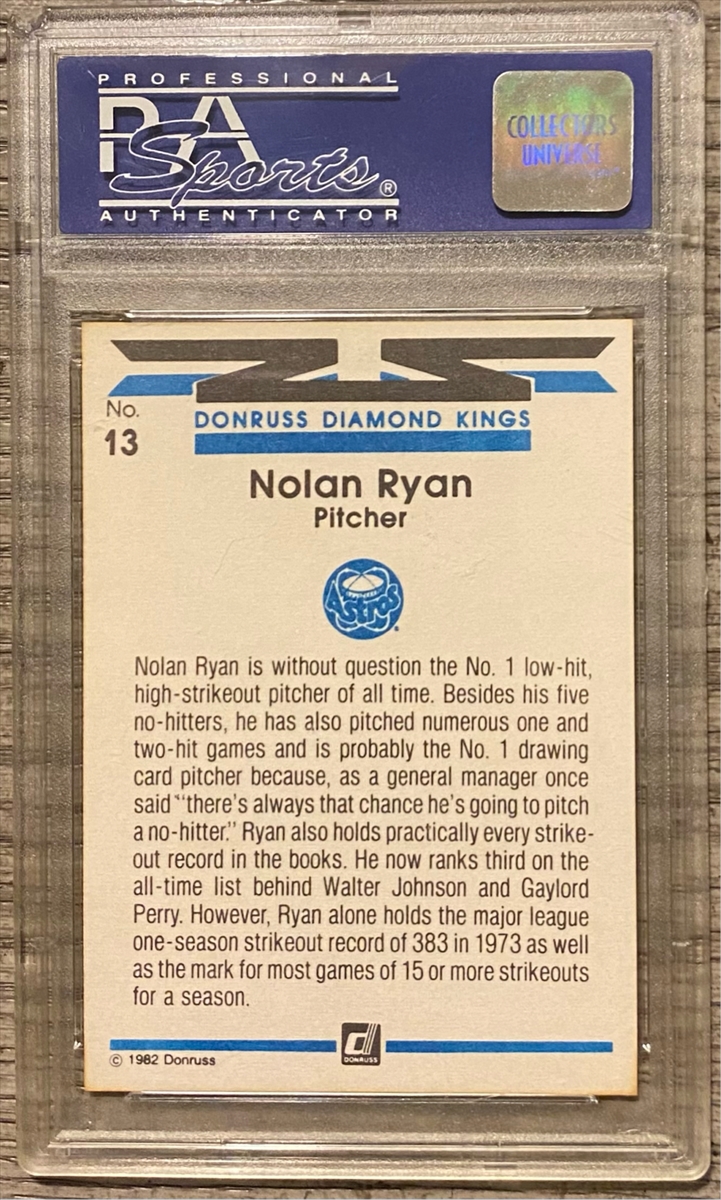 PROFESSIONAL
PSA
Sports®
AUTHENTICATOR
COLLECTORS
UNIVERSE
No.
13
DONRUSS DIAMOND KINGS
Nolan Ryan
Pitcher
Astros
Nolan Ryan is without question the No. 1 low-hit,
high-strikeout pitcher of all time. Besides his five
no-hitters, he has also pitched numerous one and
two-hit games and is probably the No. 1 drawing
card pitcher because, as a general manager once
said "there's always that chance he's going to pitch
a no-hitter." Ryan also holds practically every strike-
out record in the books. He now ranks third on the
all-time list behind Walter Johnson and Gaylord
Perry. However, Ryan alone holds the major league
one-season strikeout record of 383 in 1973 as well
as the mark for most games of 15 or more strikeouts
for a season.
DONRUSS
© 1982 Donruss